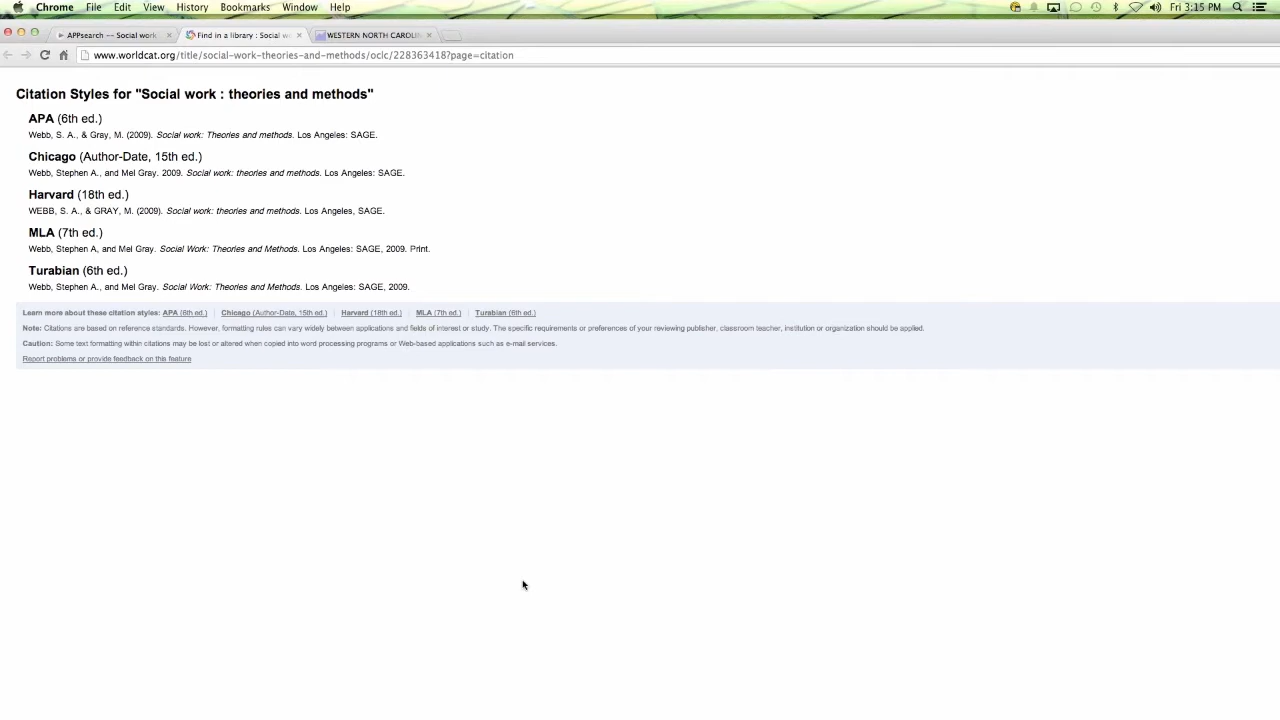 Chrome File Edit View History Bookmarks Window Help Fri 3:15 PM
APPsearch -- Social work Find in a library : Social w WESTERN NORTH CAROLIN
www.worldcat.org/title/social-work-theories-and-methods/oclc/228363418?page=citation
Citation Styles for "Social work : theories and methods"
APA (6th ed.)
Webb, S. A., & Gray, M. (2009). Social work: Theories and methods. Los Angeles: SAGE.
Chicago (Author-Date, 15th ed.)
Webb, Stephen A., and Mel Gray. 2009. Social work: theories and methods. Los Angeles: SAGE.
Harvard (18th ed.)
WEBB, S. A., & GRAY, M. (2009). Social work: theories and methods. Los Angeles, SAGE.
MLA (7th ed.)
Webb, Stephen A, and Mel Gray. Social Work: Theories and Methods. Los Angeles: SAGE, 2009. Print.
Turabian (6th ed.)
Webb, Stephen A., and Mel Gray. Social Work: Theories and Methods. Los Angeles: SAGE, 2009.
Learn more about these citation styles: APA (6th ed.) Chicago (Author-Date, 15th ed.) Harvard (18th ed.) MLA (7th ed.) Turabian (6th ed.)
Note: Citations are based on reference standards. However, formatting rules can vary widely between applications and fields of interest or study. The specific requirements or preferences of your reviewing publisher, classroom teacher, institution or organization should be applied.
Caution: Some text formatting within citations may be lost or altered when copied into word processing programs or Web-based applications such as e-mail services.
Report problems or provide feedback on this feature